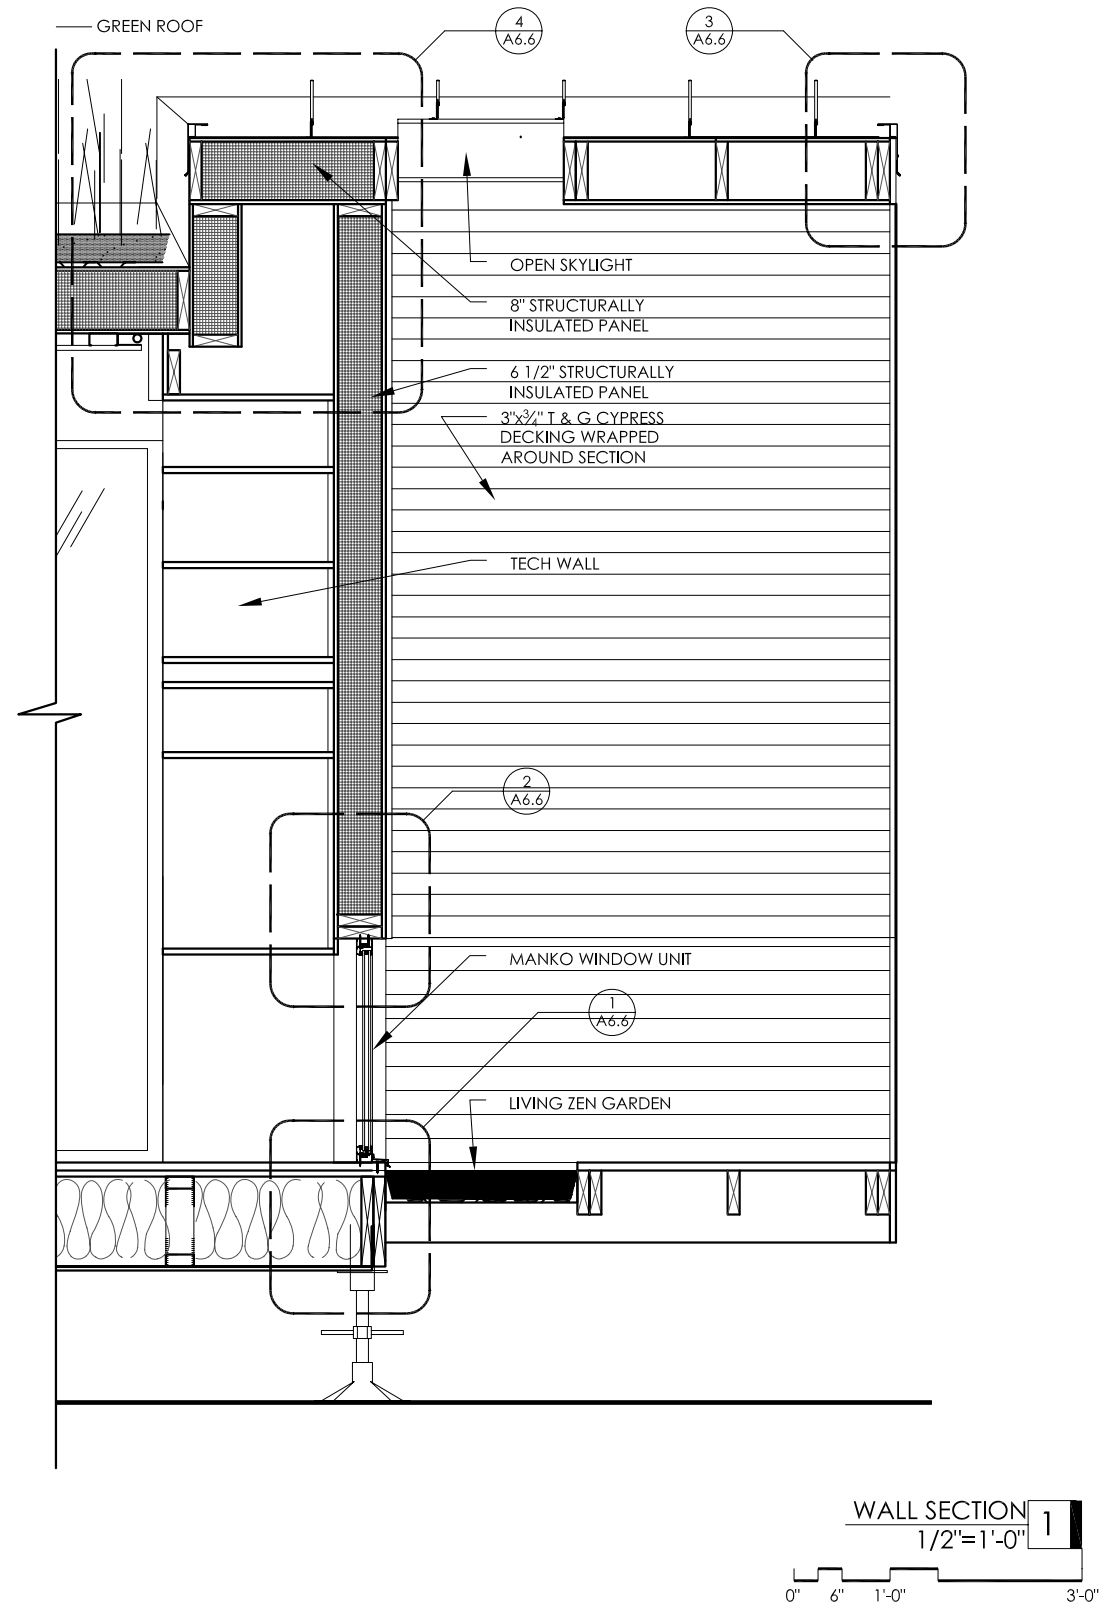 GREEN ROOF
4
A6.6
3
A6.6
OPEN SKYLIGHT
8" STRUCTURALLY
INSULATED PANEL
6 1/2" STRUCTURALLY
INSULATED PANEL
3"x¾" T & G CYPRESS
DECKING WRAPPED
AROUND SECTION
TECH WALL
2
A6.6
MANKO WINDOW UNIT
1
A6.6
LIVING ZEN GARDEN
WALL SECTION
1/2"=1'-0"
1
0" 6" 1'-0" 3'-0"